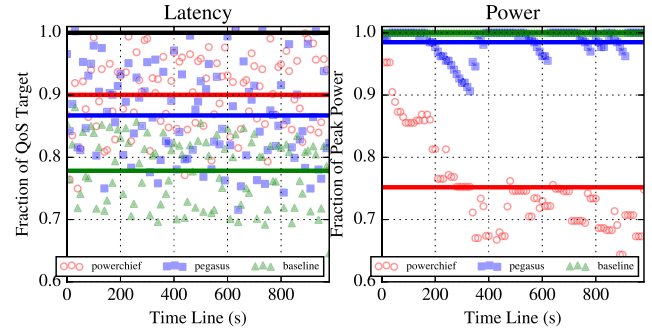 Latency
Power
Fraction of QoS Target
1.0
0.9
0.8
0.7
0.6
powerchief
pegasus
baseline
0
200
400
600
800
Time Line (s)
Fraction of Peak Power
1.0
0.9
0.8
0.7
0.6
powerchief
pegasus
baseline
0
200
400
600
800
Time Line (s)